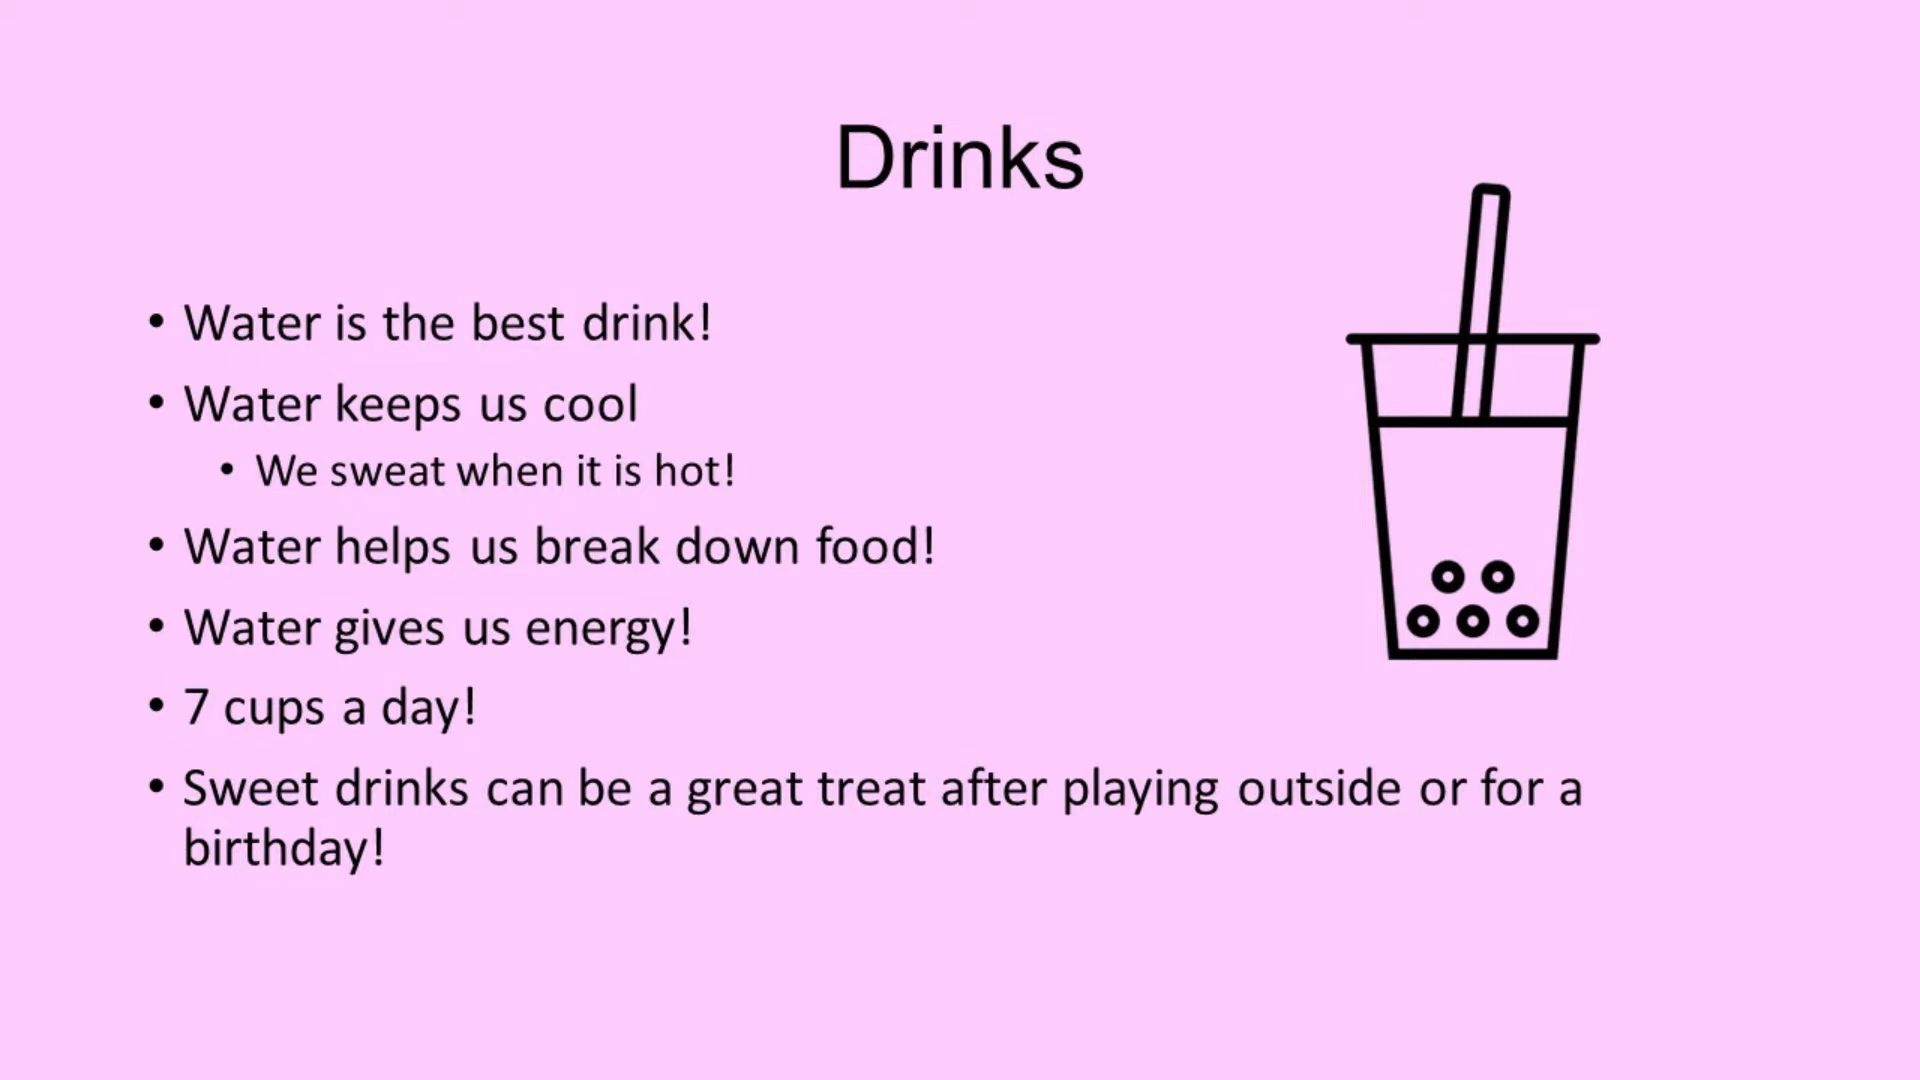 Drinks
• Water is the best drink!
• Water keeps us cool
• We sweat when it is hot!
• Water helps us break down food!
• Water gives us energy!
• 7 cups a day!
• Sweet drinks can be a great treat after playing outside or for a
birthday!